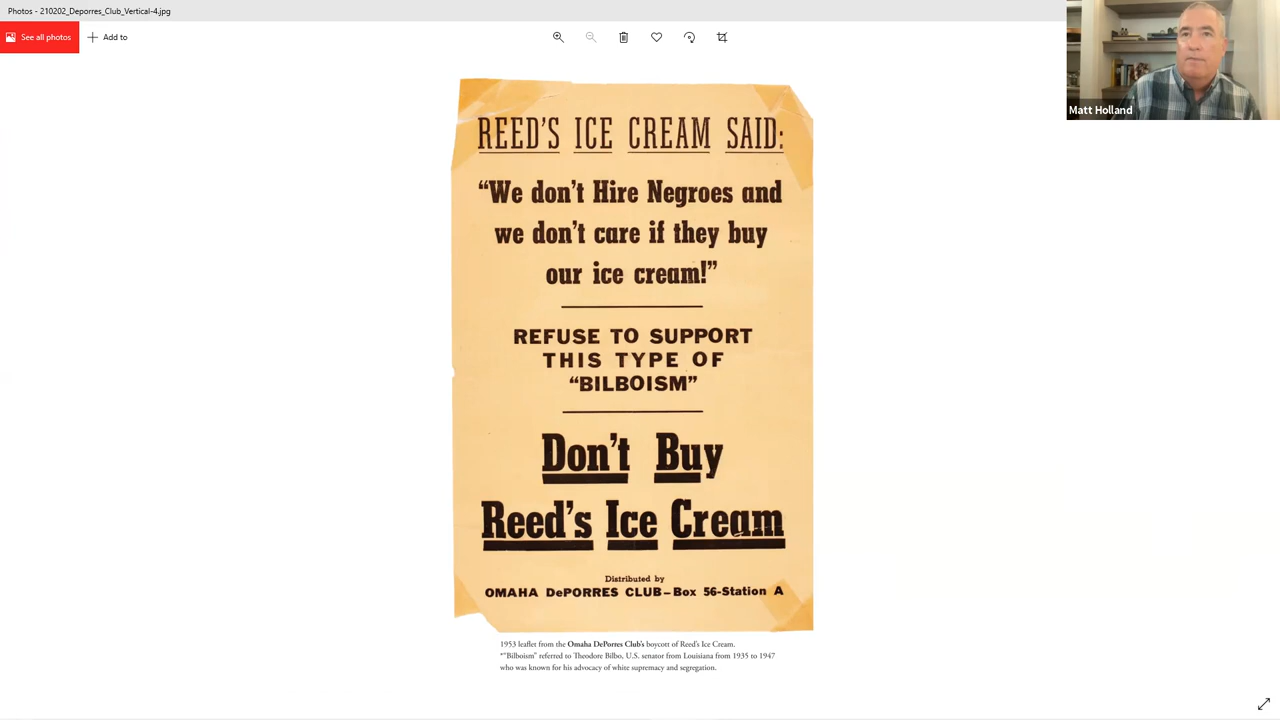 Photos - 210202_Deporres_Club_Vertical-4.jpg
See all photos
Add to
Matt Holland
REED'S ICE CREAM SAID:
“We don't Hire Negroes and
we don't care if they buy
our ice cream!”
REFUSE TO SUPPORT
THIS TYPE OF
“BILBOISM”
Don't Buy
Reed's Ice Cream
Distributed by
OMAHA DePORRES CLUB—Box 56-Station A
1953 leaflet from the Omaha DePortes Club's boycott of Reed's Ice Cream.
*"Bilboism" referred to Theodore Bilbo, U.S. senator from Louisiana from 1935 to 1947
who was known for his advocacy of white supremacy and segregation.